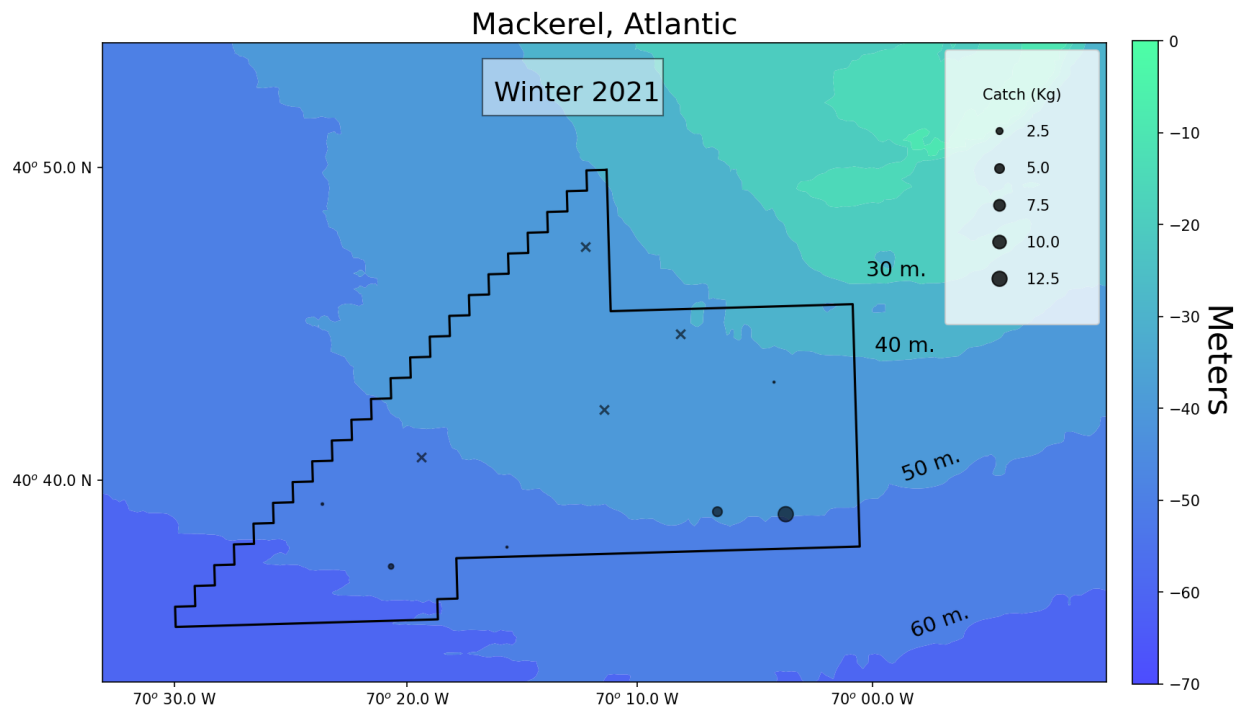 Mackerel, Atlantic
Winter 2021
Catch (Kg)
2.5
5.0
7.5
10.0
12.5
30 m.
40 m.
50 m.
60 m.
40° 50.0 N
40° 40.0 N
70° 30.0 W
70° 20.0 W
70° 10.0 W
70° 00.0 W
0
−10
−20
−30
−40
−50
−60
−70
Meters